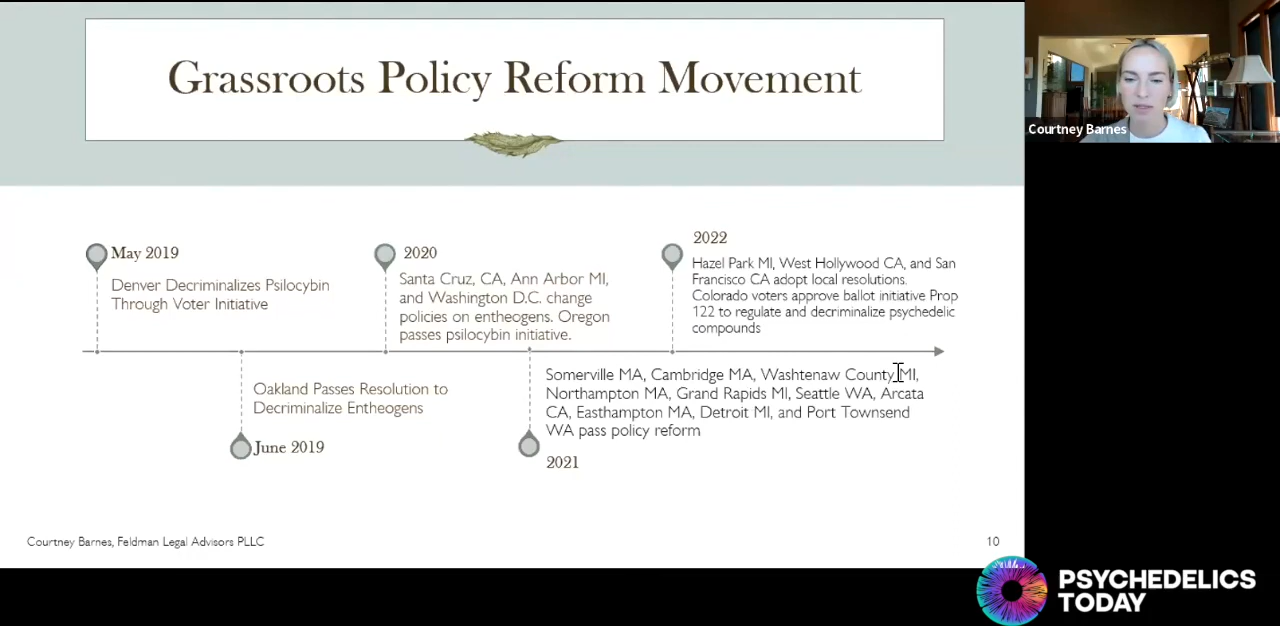 Grassroots Policy Reform Movement
Courtney Barnes
May 2019
Denver Decriminalizes Psilocybin
Through Voter Initiative
Oakland Passes Resolution to
Decriminalize Entheogens
June 2019
2020
Santa Cruz, CA, Ann Arbor MI,
and Washington D.C. change
policies on entheogens. Oregon
passes psilocybin initiative.
Somerville MA, Cambridge MA, Washtenaw County MI,
Northampton MA, Grand Rapids MI, Seattle WA, Arcata
CA, Easthampton MA, Detroit MI, and Port Townsend
WA pass policy reform
2021
2022
Hazel Park MI, West Hollywood CA, and San
Francisco CA adopt local resolutions.
Colorado voters approve ballot initiative Prop
122 to regulate and decriminalize psychedelic
compounds
Courtney Barnes, Feldman Legal Advisors PLLC
10
PSYCHEDELICS
TODAY